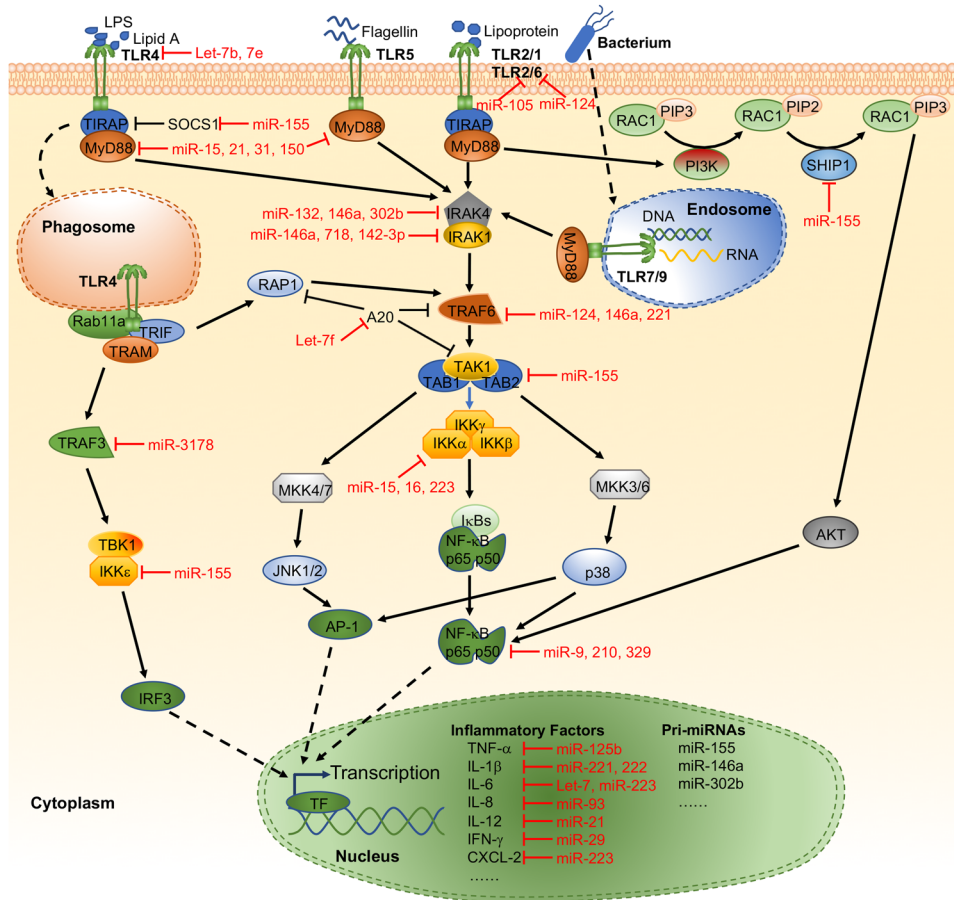 LPS
Lipid A
TLR4
Let-7b, 7e
Flagellin
TLR5
Lipoprotein
TLR2/1
TLR2/6
Bacterium
miR-105
miR-124
TIRAP
SOCS1
miR-155
MyD88
miR-15, 21, 31, 150
MyD88
TIRAP
MyD88
RAC1
PIP3
RAC1
PIP2
RAC1
PIP3
PI3K
SHIP1
miR-155
Phagosome
TLR4
Rab11a
TRIF
TRAM
miR-132, 146a, 302b
IRAK4
miR-146a, 718, 142-3p
IRAK1
MyD88
DNA
Endosome
RNA
TLR7/9
RAP1
A20
Let-7f
TRAF6
miR-124, 146a, 221
TAK1
TAB1
TAB2
miR-155
TRAF3
miR-3178
IKKγ
IKKα
IKKβ
miR-15, 16, 223
MKK4/7
MKK3/6
IκBs
NF-κB
p65 p50
TBK1
IKKε
miR-155
JNK1/2
p38
AKT
AP-1
NF-κB
p65 p50
miR-9, 210, 329
IRF3
Cytoplasm
Transcription
TF
Nucleus
Inflammatory Factors
TNF-α
miR-125b
IL-1β
miR-221, 222
IL-6
Let-7, miR-223
IL-8
miR-93
IL-12
miR-21
IFN-γ
miR-29
CXCL-2
miR-223
……
Pri-miRNAs
miR-155
miR-146a
miR-302b
……